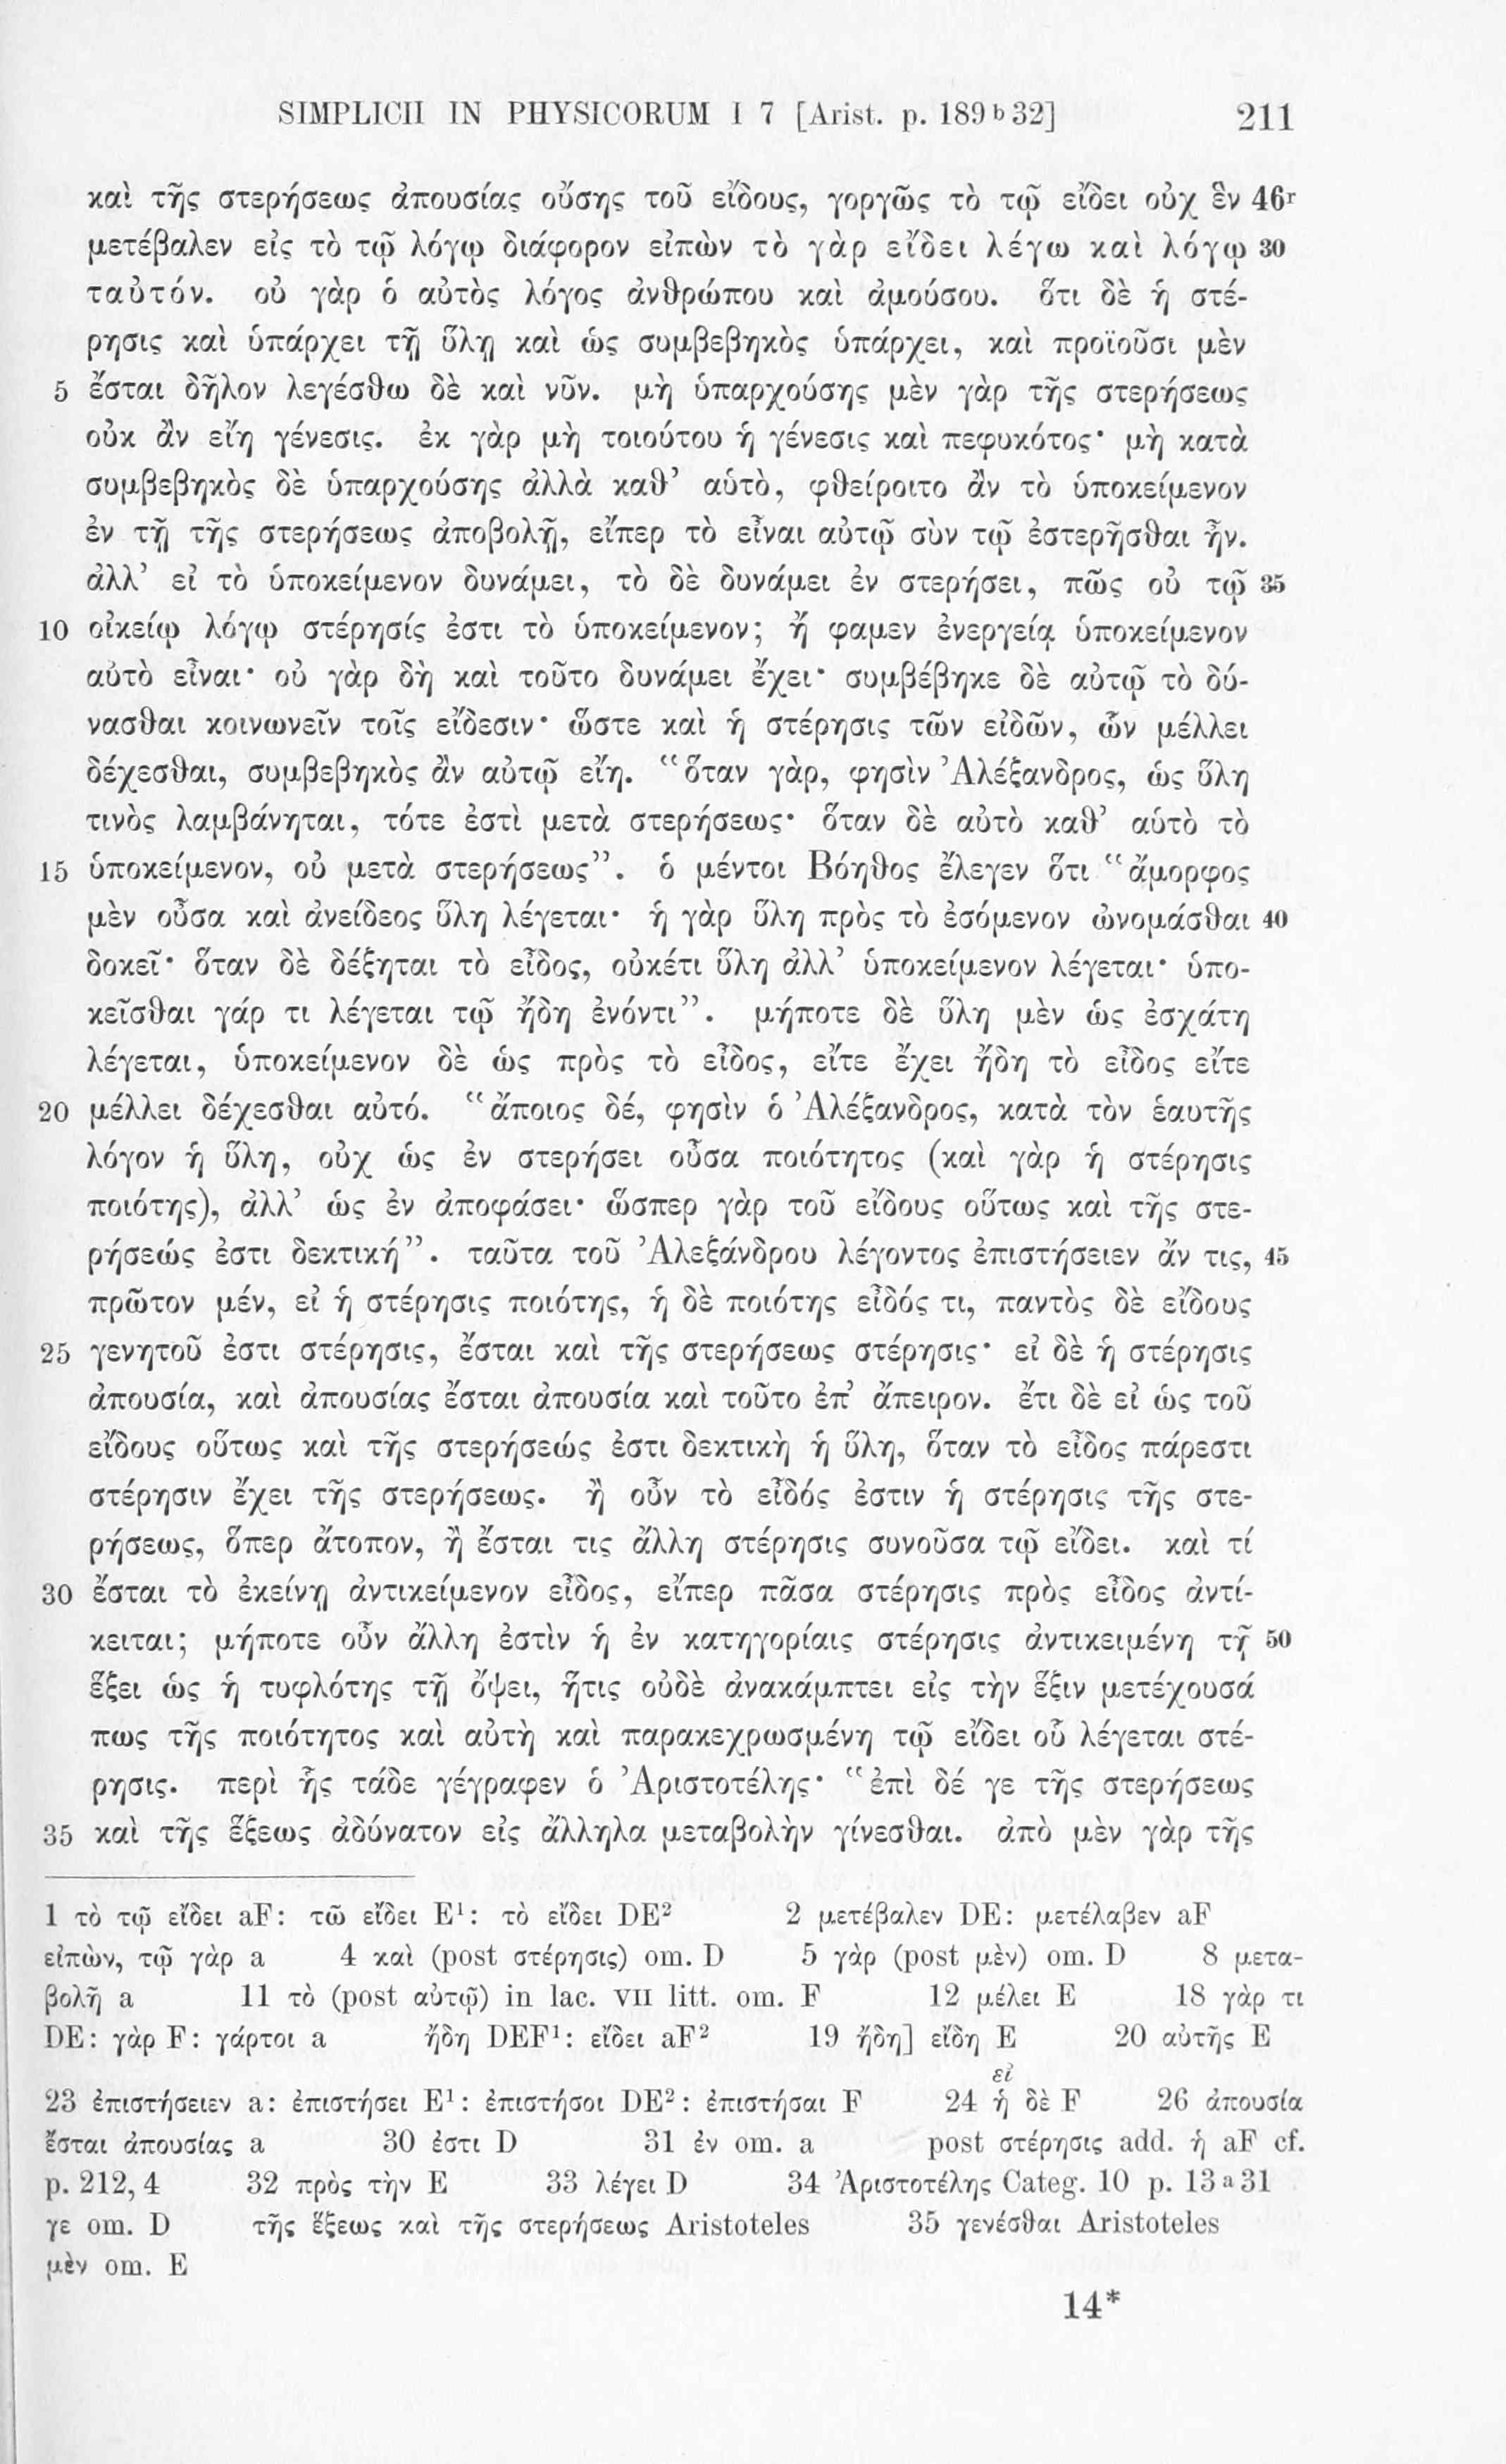 SIMPLICII IN PHYSICORUM I 7 [Arist. p. 189 b 32] 211
καὶ τῆς στερήσεως ἀπουσίας οὔσης τοῦ εἴδους, γοργῶς τὸ τῷ εἴδει οὐχ ἓν 46r
μετέβαλεν εἰς τὸ τῷ λόγῳ διάφορον εἰπὼν τὸ γὰρ εἴδει λέγω καὶ λόγῳ 30
ταὐτόν. οὐ γὰρ ὁ αὐτὸς λόγος ἀνθρώπου καὶ ἀμούσου. ὅτι δὲ ἡ στέ-
ρησις καὶ ὑπάρχει τῇ ὕλῃ καὶ ὡς συμβεβηκὸς ὑπάρχει, καὶ προϊοῦσι μὲν
5 ἔσται δῆλον λεγέσθω δὲ καὶ νῦν. μὴ ὑπαρχούσης μὲν γὰρ τῆς στερήσεως
οὐκ ἂν εἴη γένεσις. ἐκ γὰρ μὴ τοιούτου ἡ γένεσις καὶ πεφυκότος· μὴ κατὰ
συμβεβηκὸς δὲ ὑπαρχούσης ἀλλὰ καθ’ αὑτὸ, φθείροιτο ἂν τὸ ὑποκείμενον
ἐν τῇ τῆς στερήσεως ἀποβολῇ, εἴπερ τὸ εἶναι αὐτῷ σὺν τῷ ἐστερῆσθαι ἦν.
ἀλλ’ εἰ τὸ ὑποκείμενον δυνάμει, τὸ δὲ δυνάμει ἐν στερήσει, πῶς οὐ τῷ 35
10 οἰκείῳ λόγῳ στέρησίς ἐστι τὸ ὑποκείμενον; ἤ φαμεν ἐνεργείᾳ ὑποκείμενον
αὐτὸ εἶναι· οὐ γὰρ δὴ καὶ τοῦτο δυνάμει ἔχει· συμβέβηκε δὲ αὐτῷ τὸ δύ-
νασθαι κοινωνεῖν τοῖς εἴδεσιν· ὥστε καὶ ἡ στέρησις τῶν εἰδῶν, ὧν μέλλει
δέχεσθαι, συμβεβηκὸς ἂν αὐτῷ εἴη. “ὅταν γὰρ, φησὶν Ἀλέξανδρος, ὡς ὕλη
τινὸς λαμβάνηται, τότε ἐστὶ μετὰ στερήσεως· ὅταν δὲ αὐτὸ καθ’ αὑτὸ τὸ
15 ὑποκείμενον, οὐ μετὰ στερήσεως”. ὁ μέντοι Βόηθος ἔλεγεν ὅτι “ἄμορφος
μὲν οὖσα καὶ ἀνείδεος ὕλη λέγεται· ἡ γὰρ ὕλη πρὸς τὸ ἐσόμενον ὠνομάσθαι 40
δοκεῖ· ὅταν δὲ δέξηται τὸ εἶδος, οὐκέτι ὕλη ἀλλ’ ὑποκείμενον λέγεται· ὑπο-
κεῖσθαι γάρ τι λέγεται τῷ ἤδη ἐνόντι”. μήποτε δὲ ὕλη μὲν ὡς ἐσχάτη
λέγεται, ὑποκείμενον δὲ ὡς πρὸς τὸ εἶδος, εἴτε ἔχει ἤδη τὸ εἶδος εἴτε
20 μέλλει δέχεσθαι αὐτό. “ἄποιος δέ, φησὶν ὁ Ἀλέξανδρος, κατὰ τὸν ἑαυτῆς
λόγον ἡ ὕλη, οὐχ ὡς ἐν στερήσει οὖσα ποιότητος (καὶ γὰρ ἡ στέρησις
ποιότης), ἀλλ’ ὡς ἐν ἀποφάσει· ὥσπερ γὰρ τοῦ εἴδους οὕτως καὶ τῆς στε-
ρήσεώς ἐστι δεκτική”. ταῦτα τοῦ Ἀλεξάνδρου λέγοντος ἐπιστήσειεν ἄν τις, 45
πρῶτον μέν, εἰ ἡ στέρησις ποιότης, ἡ δὲ ποιότης εἶδός τι, παντὸς δὲ εἴδους
25 γενητοῦ ἐστι στέρησις, ἔσται καὶ τῆς στερήσεως στέρησις· εἰ δὲ ἡ στέρησις
ἀπουσία, καὶ ἀπουσίας ἔσται ἀπουσία καὶ τοῦτο ἐπ’ ἄπειρον. ἔτι δὲ εἰ ὡς τοῦ
εἴδους οὕτως καὶ τῆς στερήσεώς ἐστι δεκτικὴ ἡ ὕλη, ὅταν τὸ εἶδος πάρεστι
στέρησιν ἔχει τῆς στερήσεως. ἢ οὖν τὸ εἶδός ἐστιν ἡ στέρησις τῆς στε-
ρήσεως, ὅπερ ἄτοπον, ἢ ἔσται τις ἄλλη στέρησις συνοῦσα τῷ εἴδει. καὶ τί
30 ἔσται τὸ ἐκείνῃ ἀντικείμενον εἶδος, εἴπερ πᾶσα στέρησις πρὸς εἶδος ἀντί-
κειται; μήποτε οὖν ἄλλη ἐστὶν ἡ ἐν κατηγορίαις στέρησις ἀντικειμένη τῇ 50
ἕξει ὡς ἡ τυφλότης τῇ ὄψει, ἥτις οὐδὲ ἀνακάμπτει εἰς τὴν ἕξιν μετέχουσά
πως τῆς ποιότητος καὶ αὐτὴ καὶ παρακεχρωσμένη τῷ εἴδει οὗ λέγεται στέ-
ρησις. περὶ ἧς τάδε γέγραφεν ὁ Ἀριστοτέλης· “ἐπὶ δέ γε τῆς στερήσεως
35 καὶ τῆς ἕξεως ἀδύνατον εἰς ἄλληλα μεταβολὴν γίνεσθαι. ἀπὸ μὲν γὰρ τῆς
1 τὸ τῷ εἴδει aF: τῶ εἴδει E¹: τὸ εἴδει DE² 2 μετέβαλεν DE: μετέλαβεν aF
εἰπὼν, τῷ γὰρ a 4 καὶ (post στέρησις) om. D 5 γὰρ (post μὲν) om. D 8 μετα-
βολῇ a 11 τὸ (post αὐτῷ) in lac. VII litt. om. F 12 μέλει E 18 γὰρ τι
DE: γὰρ F: γάρτοι a ἤδη DEF¹: εἴδει aF² 19 ἤδη] εἴδη E 20 αὐτῆς E
εἰ
23 ἐπιστήσειεν a: ἐπιστήσει E¹: ἐπιστήσοι DE²: ἐπιστήσαι F 24 ἡ δὲ F 26 ἀπουσία
ἔσται ἀπουσίας a 30 ἐστι D 31 ἐν om. a post στέρησις add. ἡ aF cf.
p. 212, 4 32 πρὸς τὴν E 33 λέγει D 34 Ἀριστοτέλης Categ. 10 p. 13 a 31
γε om. D τῆς ἕξεως καὶ τῆς στερήσεως Aristoteles 35 γενέσθαι Aristoteles
μὲν om. E
14*